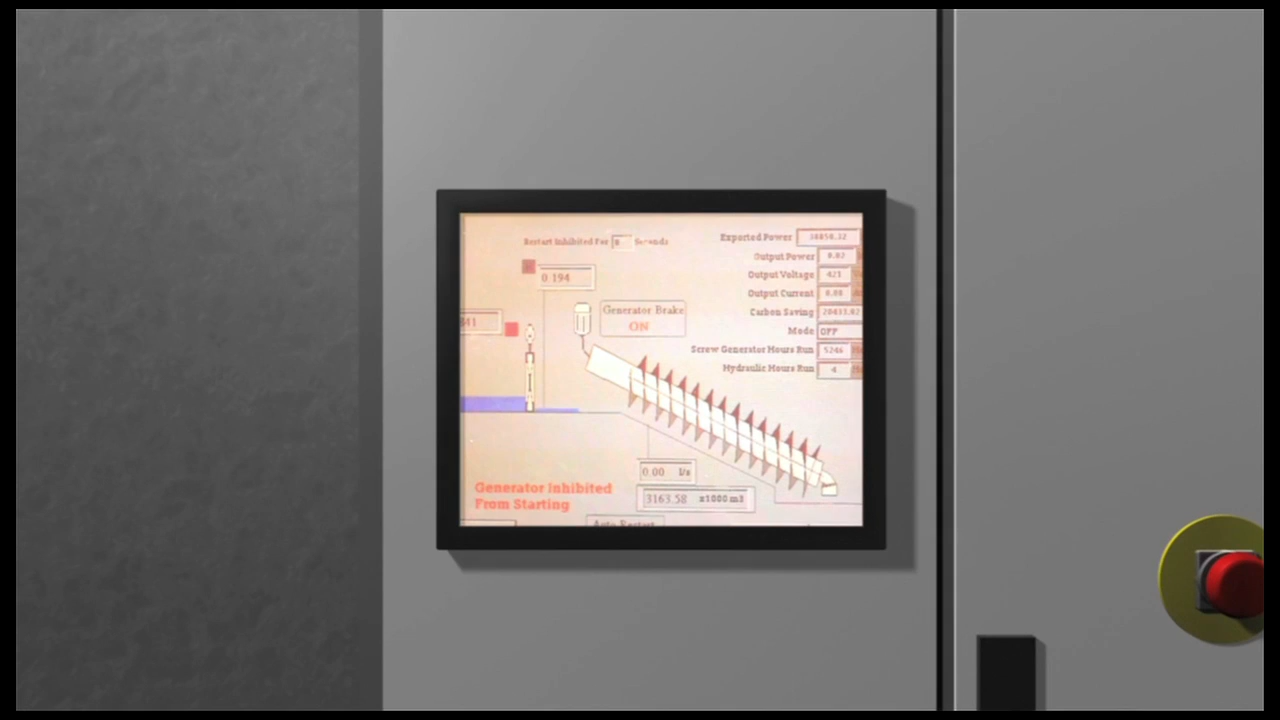 Restart Inhibited For 0 Seconds
Exported Power
Output Power 0.02
Output Voltage 421
Output Current 0.00
Carbon Saving
Mode OFF
Screw Generator Hours Run 5246
Hydraulic Hours Run 4
0.194
341
Generator Brake
ON
0.00 l/s
3163.58 x1000 m3
Generator Inhibited
From Starting
Auto Restart